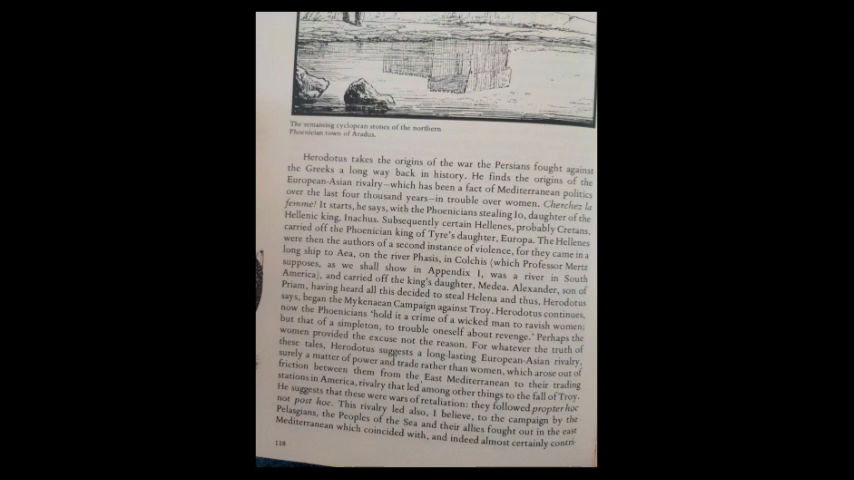 The remaining cyclopean stones of the northern
Phoenician town of Aradus.
Herodotus takes the origins of the war the Persians fought against
the Greeks a long way back in history. He finds the origins of the
European-Asian rivalry—which has been a fact of Mediterranean politics
over the last four thousand years—in trouble over women. Cherchez la
femme! It starts, he says, with the Phoenicians stealing Io, daughter of the
Hellenic king, Inachus. Subsequently certain Hellenes, probably Cretans,
carried off the Phoenician king of Tyre's daughter, Europa. The Hellenes
were then the authors of a second instance of violence, for they came in a
long ship to Aea, on the river Phasis, in Colchis (which Professor Mertz
supposes, as we shall show in Appendix I, was a river in South
America), and carried off the king's daughter, Medea. Alexander, son of
Priam, having heard all this decided to steal Helena and thus, Herodotus
says, began the Mykenaean Campaign against Troy. Herodotus continues,
now the Phoenicians 'hold it a crime of a wicked man to ravish women;
but that of a simpleton, to trouble oneself about revenge.' Perhaps the
women provided the excuse not the reason. For whatever the truth of
these tales, Herodotus suggests a long-lasting European-Asian rivalry,
surely a matter of power and trade rather than women, which arose out of
friction between them from the East Mediterranean to their trading
stations in America, rivalry that led among other things to the fall of Troy.
He suggests that these were wars of retaliation: they followed propter hoc
not post hoc. This rivalry led also, I believe, to the campaign by the
Pelasgians, the Peoples of the Sea and their allies fought out in the east
Mediterranean which coincided with, and indeed almost certainly contri-
118